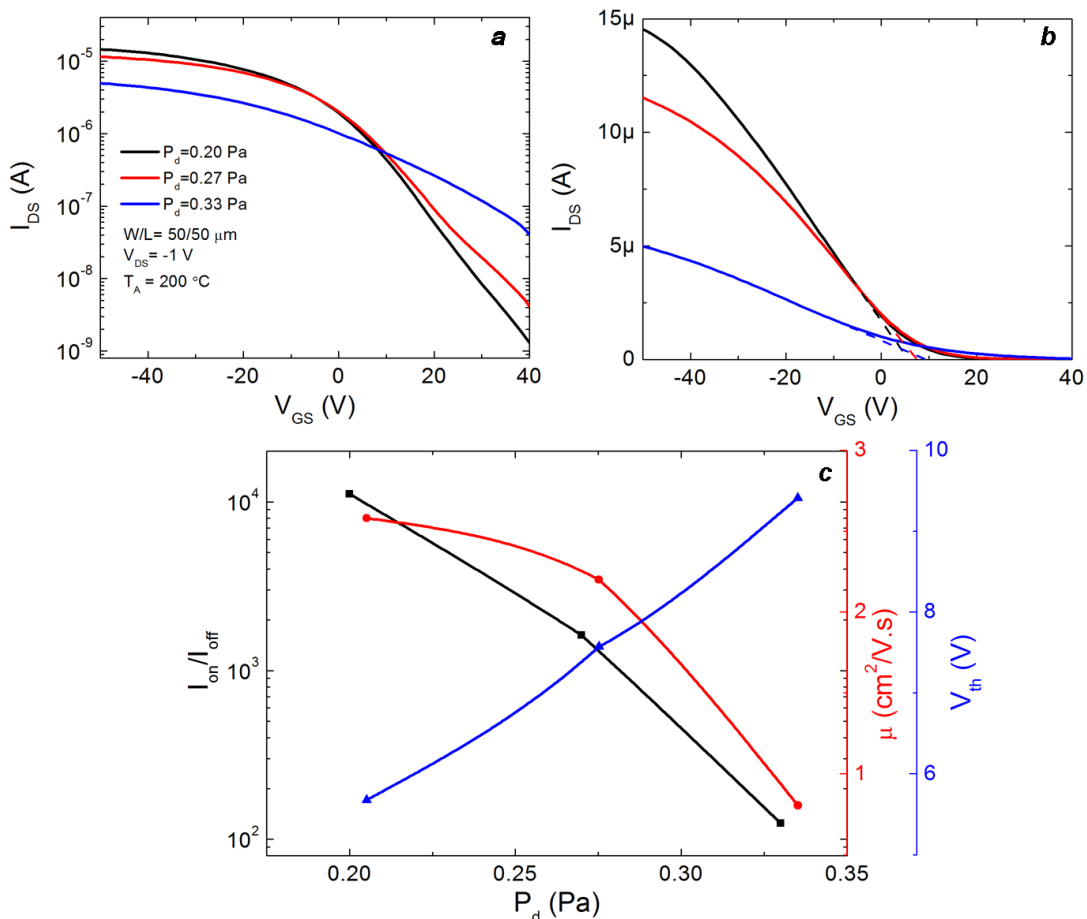 a
10⁻⁵
10⁻⁶
10⁻⁷
10⁻⁸
10⁻⁹
I_DS (A)
P_d=0.20 Pa
P_d=0.27 Pa
P_d=0.33 Pa
W/L= 50/50 μm
V_DS= -1 V
T_A = 200 °C
-40 -20 0 20 40
V_GS (V)
b
15μ
10μ
5μ
0
I_DS (A)
-40 -20 0 20 40
V_GS (V)
c
10⁴
10³
10²
I_on/I_off
3
2
1
μ (cm²/V.s)
10
8
6
V_th (V)
0.20 0.25 0.30 0.35
P_d (Pa)